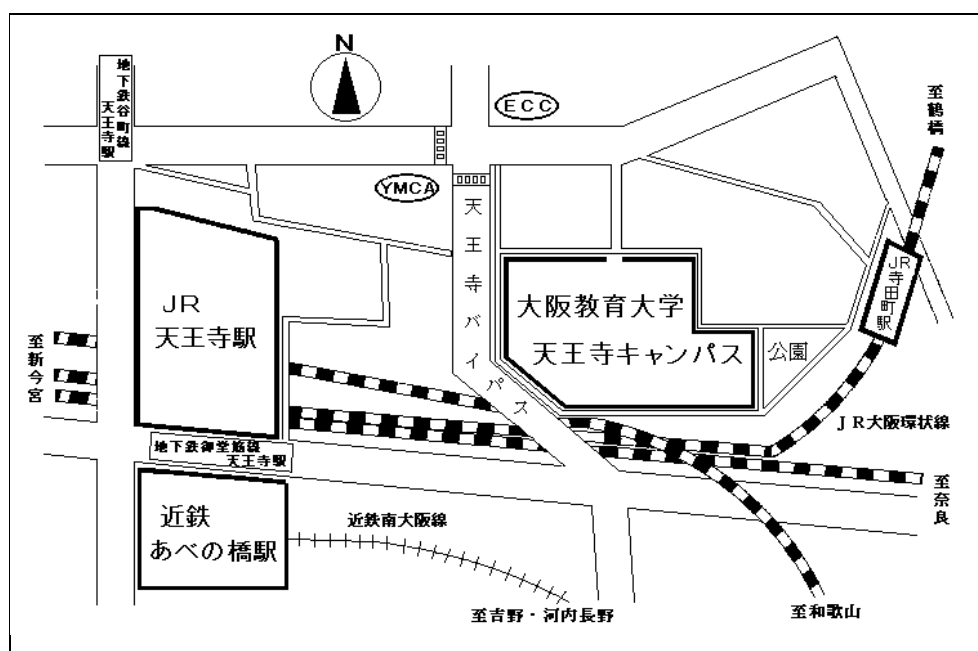 N
地下鉄谷町線
天王寺駅
ECC
至鶴橋
YMCA
天王寺バイパス
JR
天王寺駅
大阪教育大学
天王寺キャンパス
公園
JR寺田町駅
至新今宮
JR大阪環状線
地下鉄御堂筋線
天王寺駅
至奈良
近鉄
あべの橋駅
近鉄南大阪線
至吉野・河内長野
至和歌山